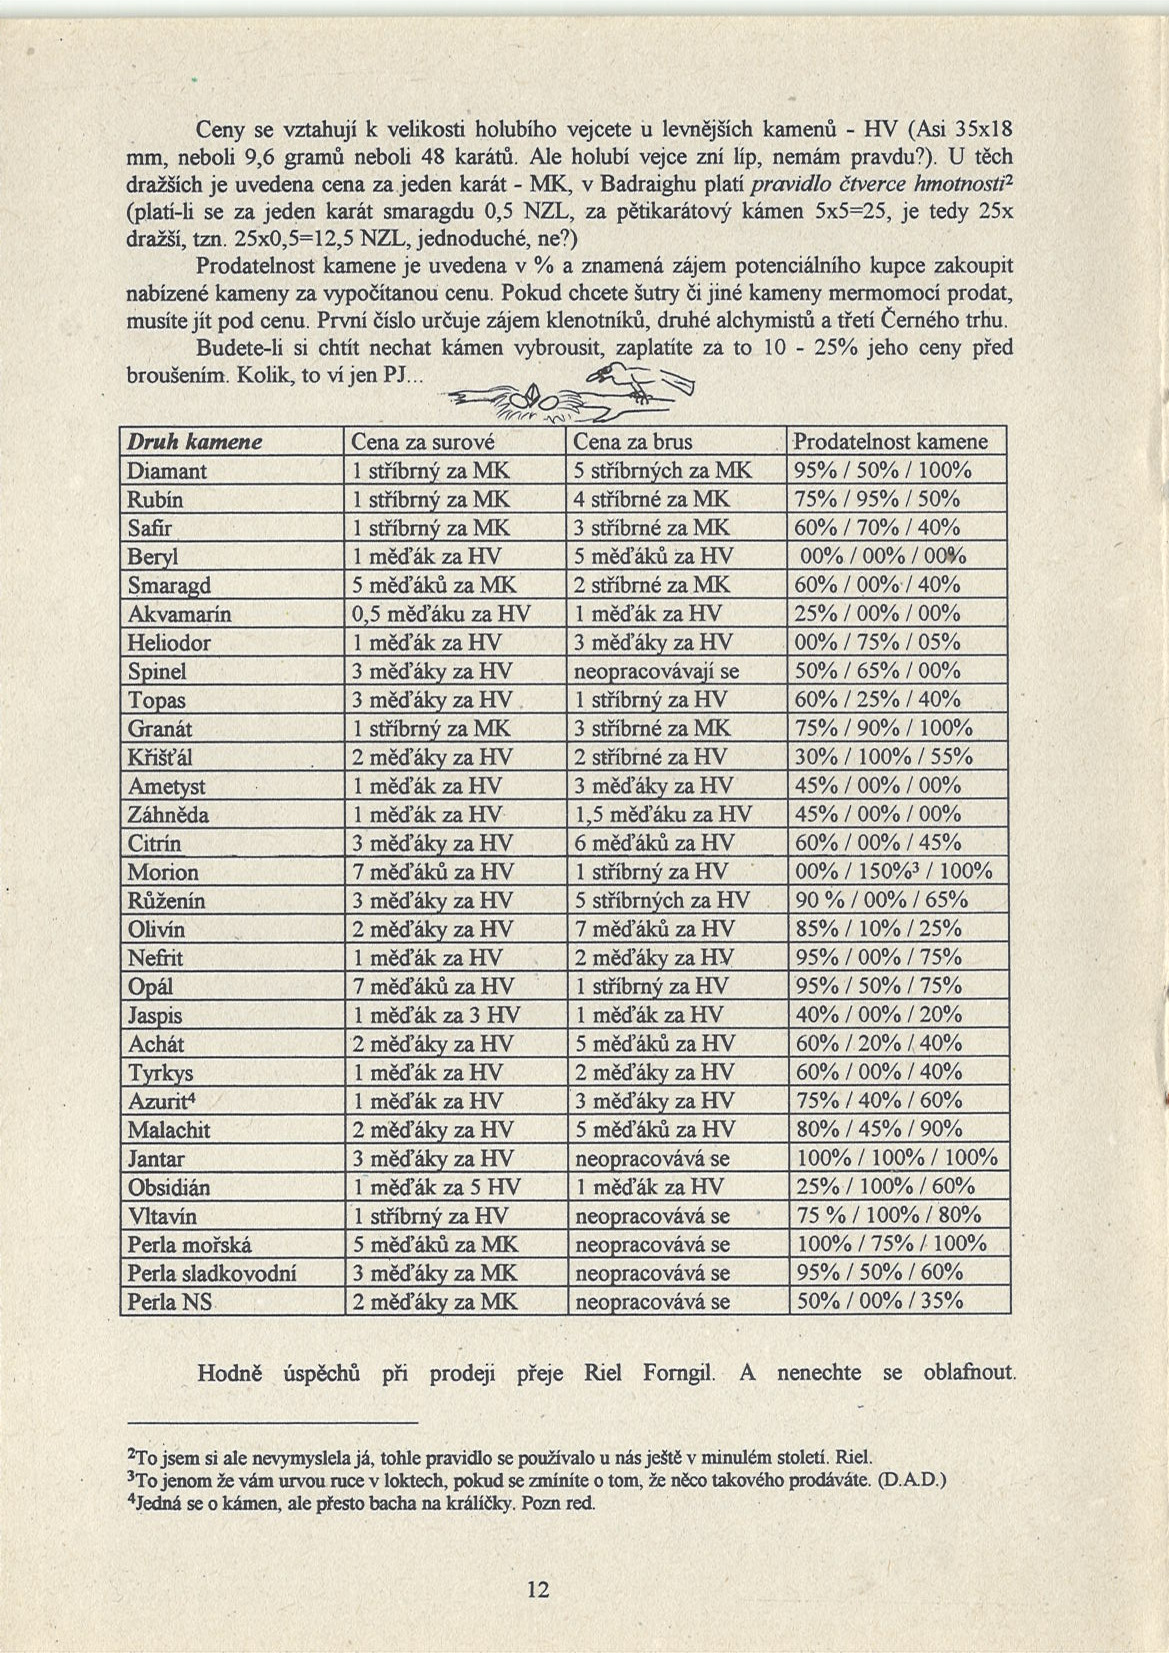 Ceny se vztahují k velikosti holubího vejcete u levnějších kamenů - HV (Asi 35x18
mm, neboli 9,6 gramů neboli 48 karátů. Ale holubí vejce zní líp, nemám pravdu?). U těch
dražších je uvedena cena za jeden karát - MK, v Badraighu platí pravidlo čtverce hmotnosti²
(platí-li se za jeden karát smaragdu 0,5 NZL, za pětikarátový kámen 5x5=25, je tedy 25x
dražší, tzn. 25x0,5=12,5 NZL, jednoduché, ne?)
Prodatelnost kamene je uvedena v % a znamená zájem potenciálního kupce zakoupit
nabízené kameny za vypočítanou cenu. Pokud chcete šutry či jiné kameny mermomocí prodat,
musíte jít pod cenu. První číslo určuje zájem klenotníků, druhé alchymistů a třetí Černého trhu.
Budete-li si chtít nechat kámen vybrousit, zaplatíte za to 10 - 25% jeho ceny před
broušením. Kolik, to ví jen PJ...
Druh kamene Cena za surové Cena za brus Prodatelnost kamene
Diamant 1 stříbrný za MK 5 stříbrných za MK 95% / 50% / 100%
Rubín 1 stříbrný za MK 4 stříbrné za MK 75% / 95% / 50%
Safír 1 stříbrný za MK 3 stříbrné za MK 60% / 70% / 40%
Beryl 1 měďák za HV 5 měďáků za HV 00% / 00% / 00%
Smaragd 5 měďáků za MK 2 stříbrné za MK 60% / 00% / 40%
Akvamarín 0,5 měďáku za HV 1 měďák za HV 25% / 00% / 00%
Heliodor 1 měďák za HV 3 měďáky za HV 00% / 75% / 05%
Spinel 3 měďáky za HV neopracovávají se 50% / 65% / 00%
Topas 3 měďáky za HV 1 stříbrný za HV 60% / 25% / 40%
Granát 1 stříbrný za MK 3 stříbrné za MK 75% / 90% / 100%
Křišťál 2 měďáky za HV 2 stříbrné za HV 30% / 100% / 55%
Ametyst 1 měďák za HV 3 měďáky za HV 45% / 00% / 00%
Záhněda 1 měďák za HV 1,5 měďáku za HV 45% / 00% / 00%
Citrín 3 měďáky za HV 6 měďáků za HV 60% / 00% / 45%
Morion 7 měďáků za HV 1 stříbrný za HV 00% / 150%³ / 100%
Růženín 3 měďáky za HV 5 stříbrných za HV 90 % / 00% / 65%
Olivín 2 měďáky za HV 7 měďáků za HV 85% / 10% / 25%
Nefrit 1 měďák za HV 2 měďáky za HV 95% / 00% / 75%
Opál 7 měďáků za HV 1 stříbrný za HV 95% / 50% / 75%
Jaspis 1 měďák za 3 HV 1 měďák za HV 40% / 00% / 20%
Achát 2 měďáky za HV 5 měďáků za HV 60% / 20% / 40%
Tyrkys 1 měďák za HV 2 měďáky za HV 60% / 00% / 40%
Azurit⁴ 1 měďák za HV 3 měďáky za HV 75% / 40% / 60%
Malachit 2 měďáky za HV 5 měďáků za HV 80% / 45% / 90%
Jantar 3 měďáky za HV neopracovává se 100% / 100% / 100%
Obsidián 1 měďák za 5 HV 1 měďák za HV 25% / 100% / 60%
Vltavín 1 stříbrný za HV neopracovává se 75 % / 100% / 80%
Perla mořská 5 měďáků za MK neopracovává se 100% / 75% / 100%
Perla sladkovodní 3 měďáky za MK neopracovává se 95% / 50% / 60%
Perla NS 2 měďáky za MK neopracovává se 50% / 00% / 35%
Hodně úspěchů při prodeji přeje Riel Forngil. A nenechte se oblafnout.
²To jsem si ale nevymyslela já, tohle pravidlo se používalo u nás ještě v minulém století. Riel.
³To jenom že vám urvou ruce v loktech, pokud se zmíníte o tom, že něco takového prodáváte. (D.A.D.)
⁴Jedná se o kámen, ale přesto bacha na králíčky. Pozn red.
12